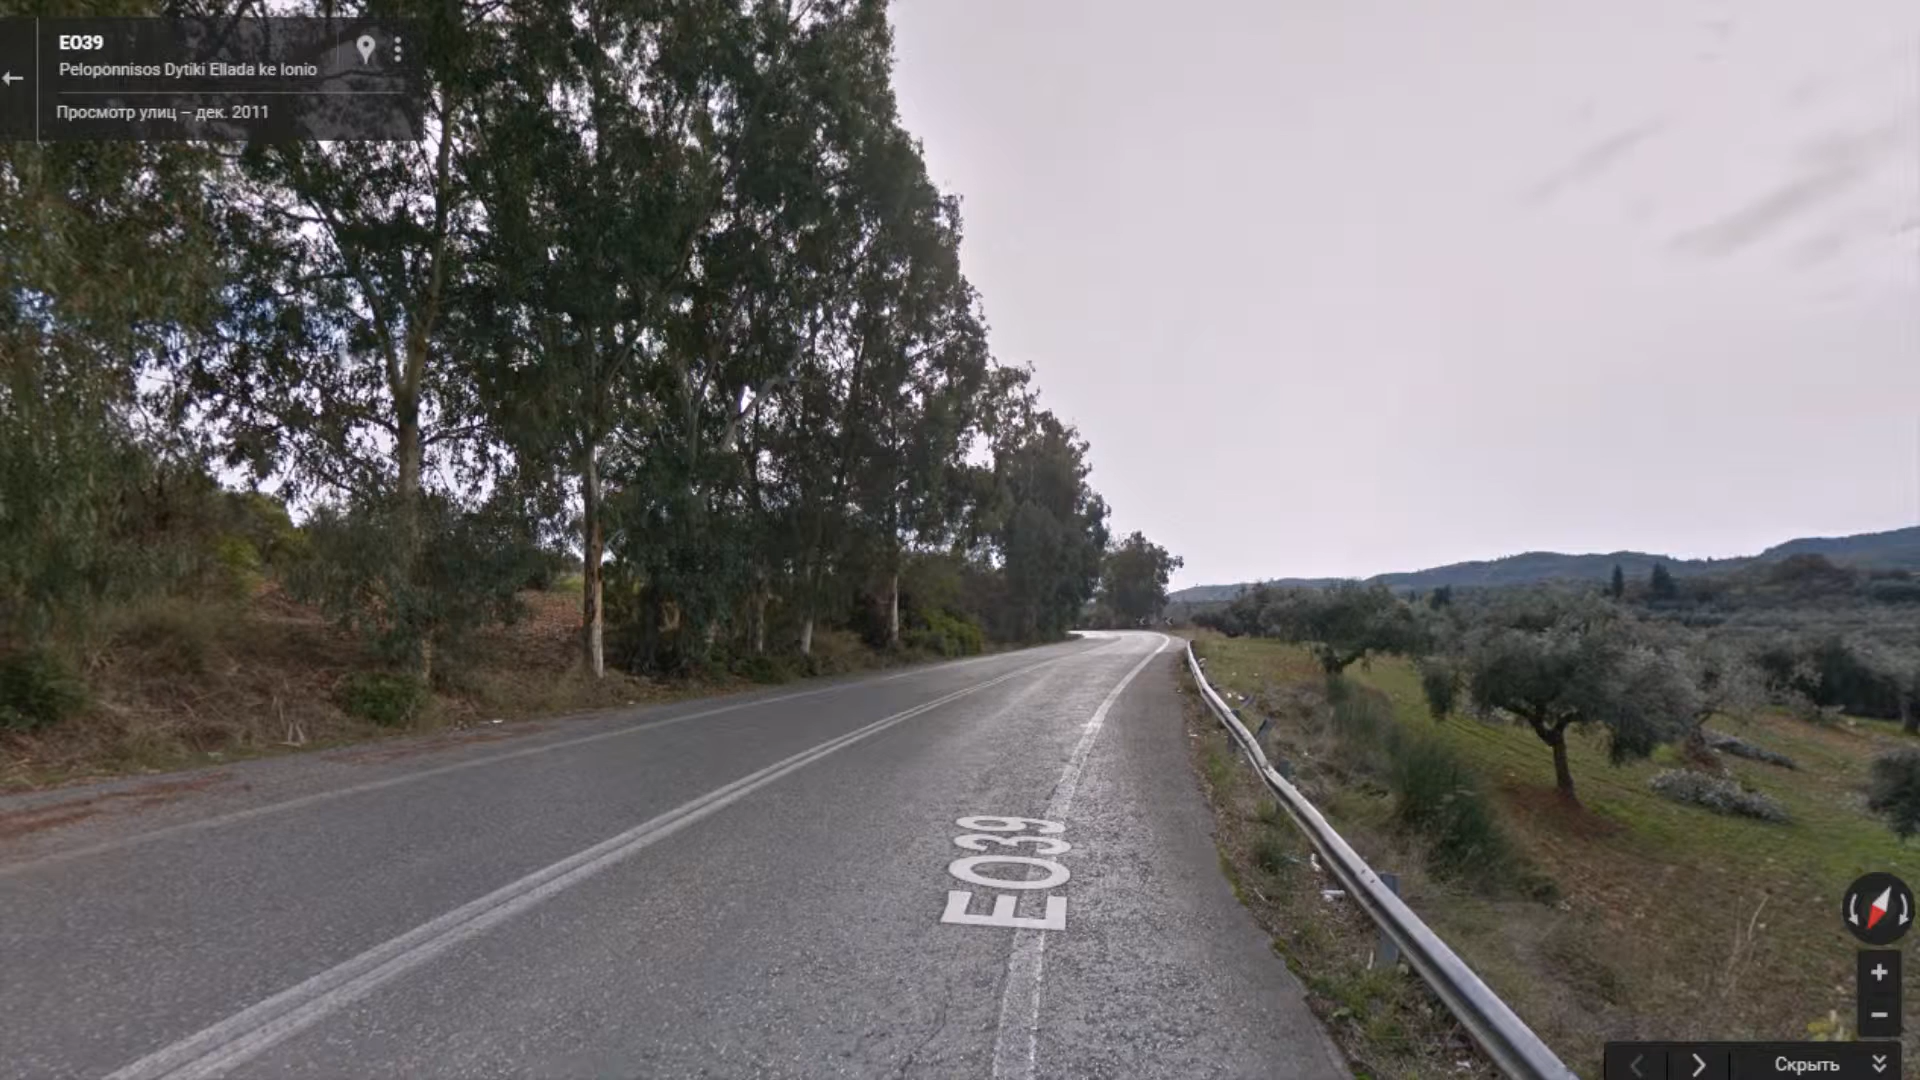 EO39
Peloponnisos Dytiki Ellada ke Ionio
Просмотр улиц – дек. 2011
EO39
Скрыть